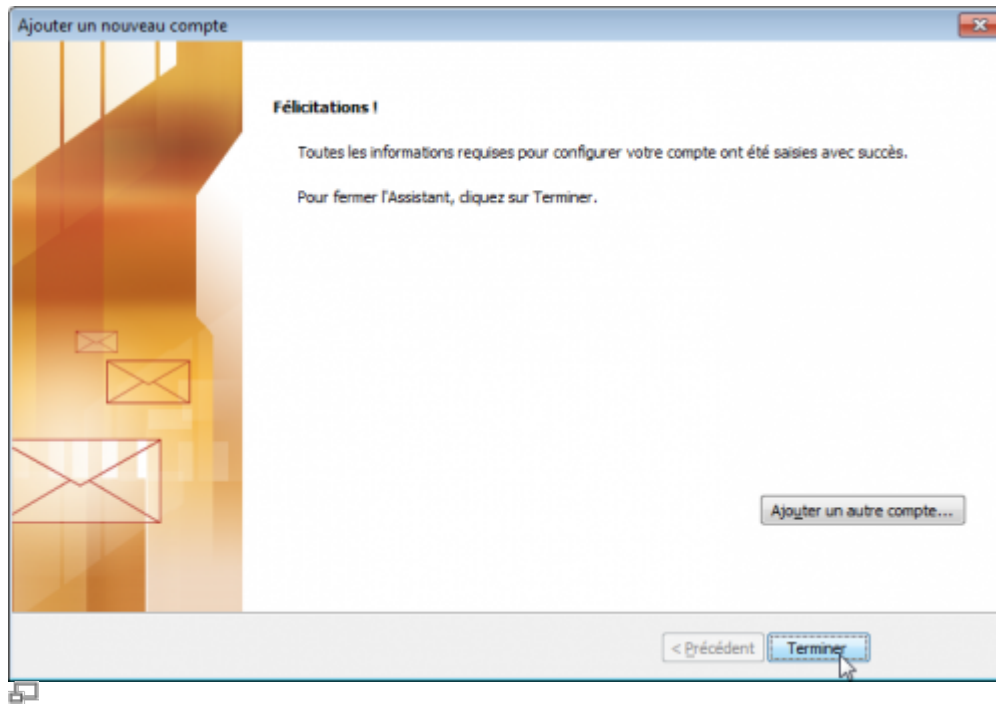 Ajouter un nouveau compte
Félicitations !
Toutes les informations requises pour configurer votre compte ont été saisies avec succès.
Pour fermer l'Assistant, cliquez sur Terminer.
Ajouter un autre compte...
< Précédent
Terminer